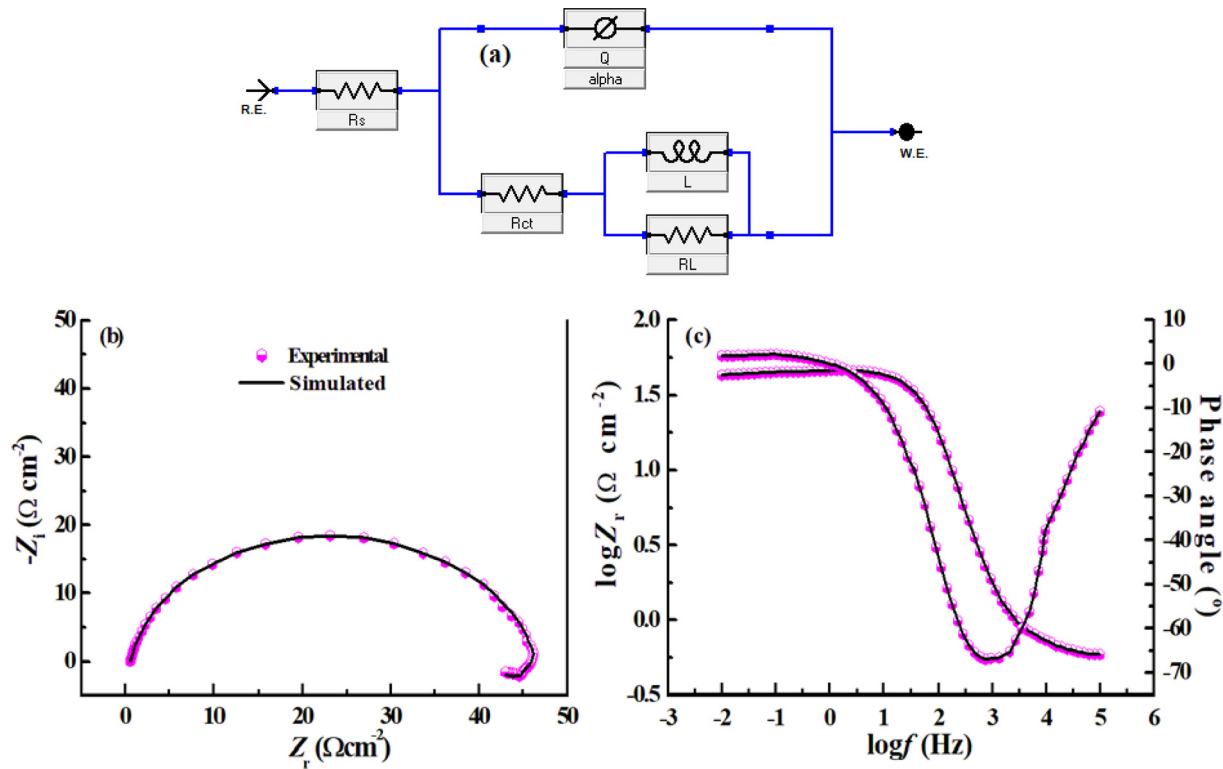 (a)
Q
alpha
R.E.
Rs
L
W.E.
Rct
RL
(b)
Experimental
Simulated
50
40
30
20
10
0
-Zi (Ω cm-2)
0 10 20 30 40 50
Zr (Ωcm-2)
(c)
2.0
1.5
1.0
0.5
0.0
-0.5
logZr (Ω cm-2)
10
0
-10
-20
-30
-40
-50
-60
-70
Phase angle (°)
-3 -2 -1 0 1 2 3 4 5 6
logf (Hz)